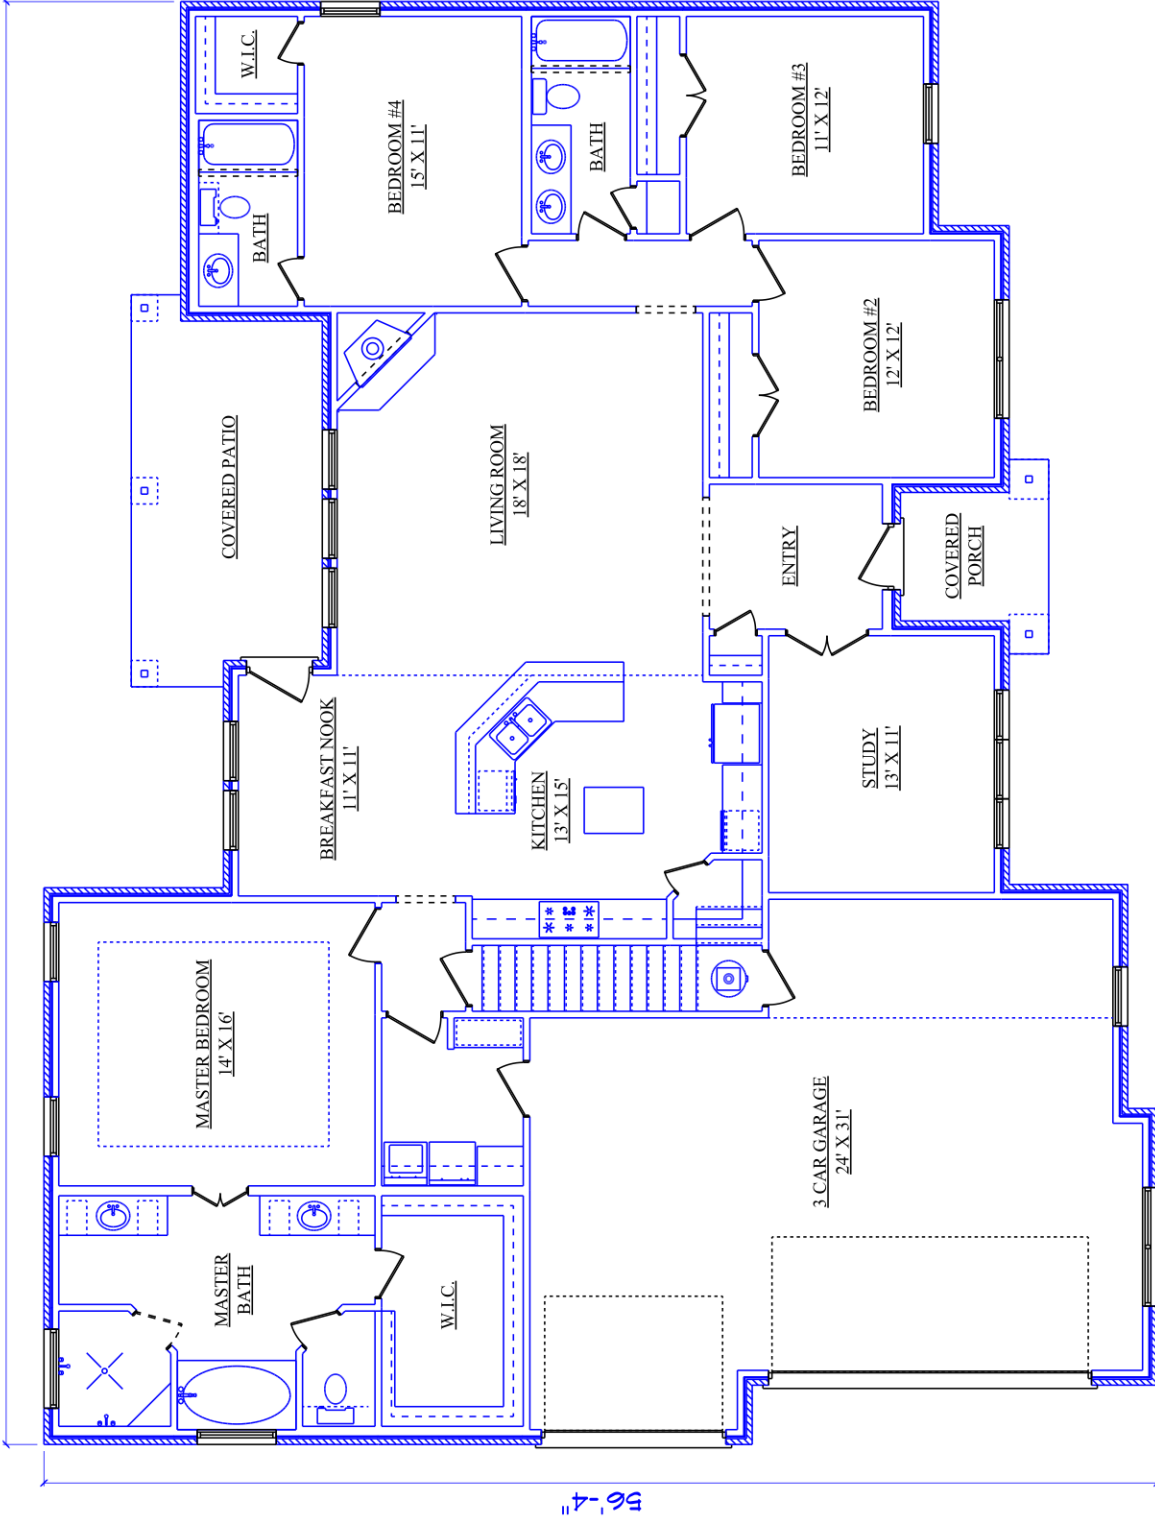 W.I.C.
BATH
BEDROOM #4
15' X 11'
BATH
BEDROOM #3
11' X 12'
BEDROOM #2
12' X 12'
COVERED PATIO
LIVING ROOM
18' X 18'
ENTRY
COVERED
PORCH
BREAKFAST NOOK
11' X 11'
KITCHEN
13' X 15'
STUDY
13' X 11'
MASTER BEDROOM
14' X 16'
MASTER
BATH
W.I.C.
3 CAR GARAGE
24' X 31'
56'-4"